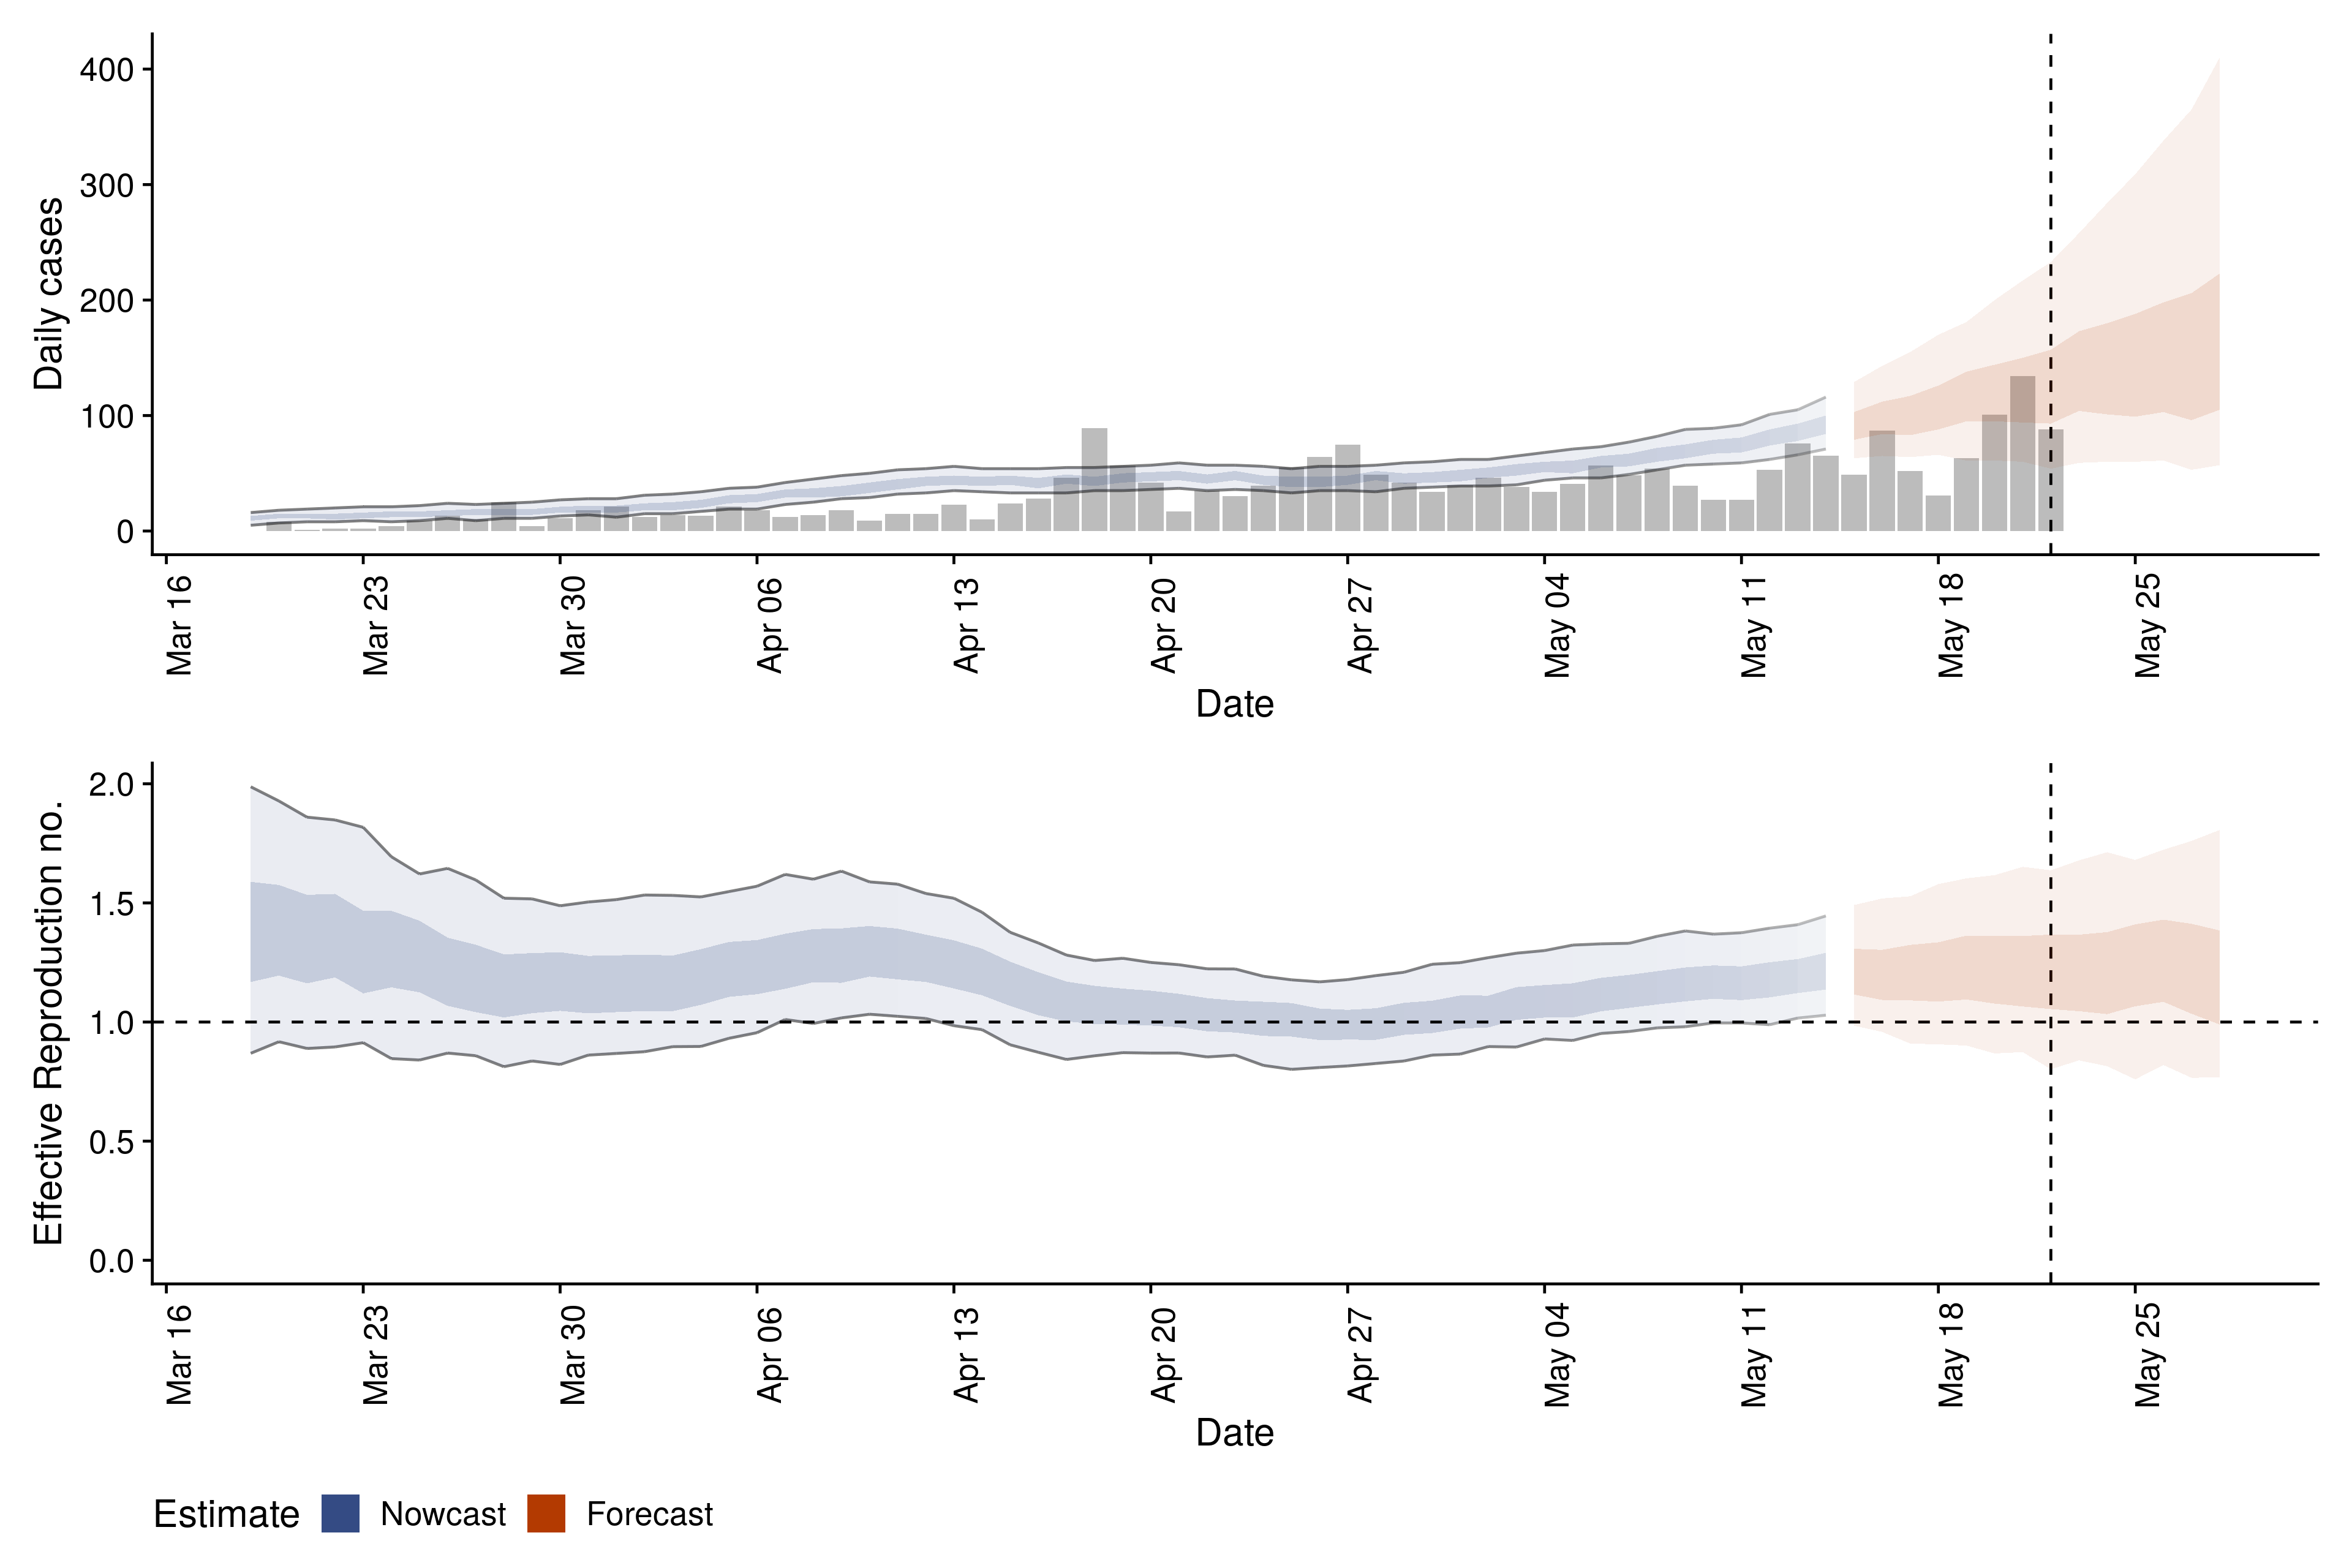 Daily cases
400
300
200
100
0
Mar 16
Mar 23
Mar 30
Apr 06
Apr 13
Apr 20
Apr 27
May 04
May 11
May 18
May 25
Date
Effective Reproduction no.
2.0
1.5
1.0
0.5
0.0
Mar 16
Mar 23
Mar 30
Apr 06
Apr 13
Apr 20
Apr 27
May 04
May 11
May 18
May 25
Date
Estimate Nowcast Forecast